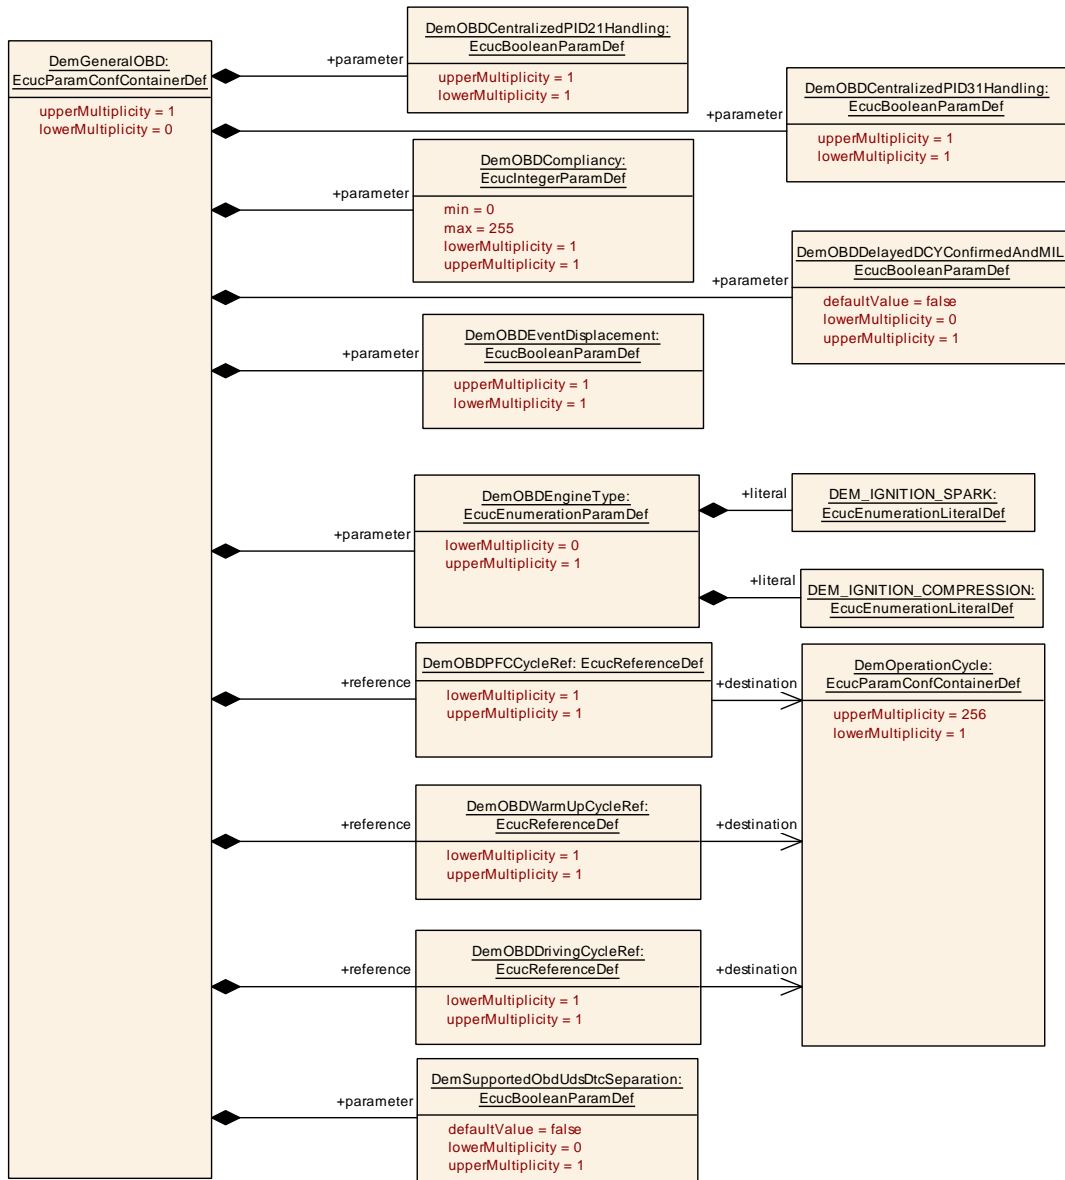 DemGeneralOBD:
EcucParamConfContainerDef
upperMultiplicity = 1
lowerMultiplicity = 0
+parameter
DemOBDCentralizedPID21Handling:
EcucBooleanParamDef
upperMultiplicity = 1
lowerMultiplicity = 1
+parameter
DemOBDCentralizedPID31Handling:
EcucBooleanParamDef
upperMultiplicity = 1
lowerMultiplicity = 1
+parameter
DemOBDCompliancy:
EcucIntegerParamDef
min = 0
max = 255
lowerMultiplicity = 1
upperMultiplicity = 1
+parameter
DemOBDDelayedDCYConfirmedAndMIL
EcucBooleanParamDef
defaultValue = false
lowerMultiplicity = 0
upperMultiplicity = 1
+parameter
DemOBDEventDisplacement:
EcucBooleanParamDef
upperMultiplicity = 1
lowerMultiplicity = 1
+parameter
DemOBDEngineType:
EcucEnumerationParamDef
lowerMultiplicity = 0
upperMultiplicity = 1
+literal
DEM_IGNITION_SPARK:
EcucEnumerationLiteralDef
+literal
DEM_IGNITION_COMPRESSION:
EcucEnumerationLiteralDef
+reference
DemOBDPFCCycleRef: EcucReferenceDef
lowerMultiplicity = 1
upperMultiplicity = 1
+destination
DemOperationCycle:
EcucParamConfContainerDef
upperMultiplicity = 256
lowerMultiplicity = 1
+reference
DemOBDWarmUpCycleRef:
EcucReferenceDef
lowerMultiplicity = 1
upperMultiplicity = 1
+destination
+reference
DemOBDDrivingCycleRef:
EcucReferenceDef
lowerMultiplicity = 1
upperMultiplicity = 1
+destination
+parameter
DemSupportedObdUdsDtcSeparation:
EcucBooleanParamDef
defaultValue = false
lowerMultiplicity = 0
upperMultiplicity = 1